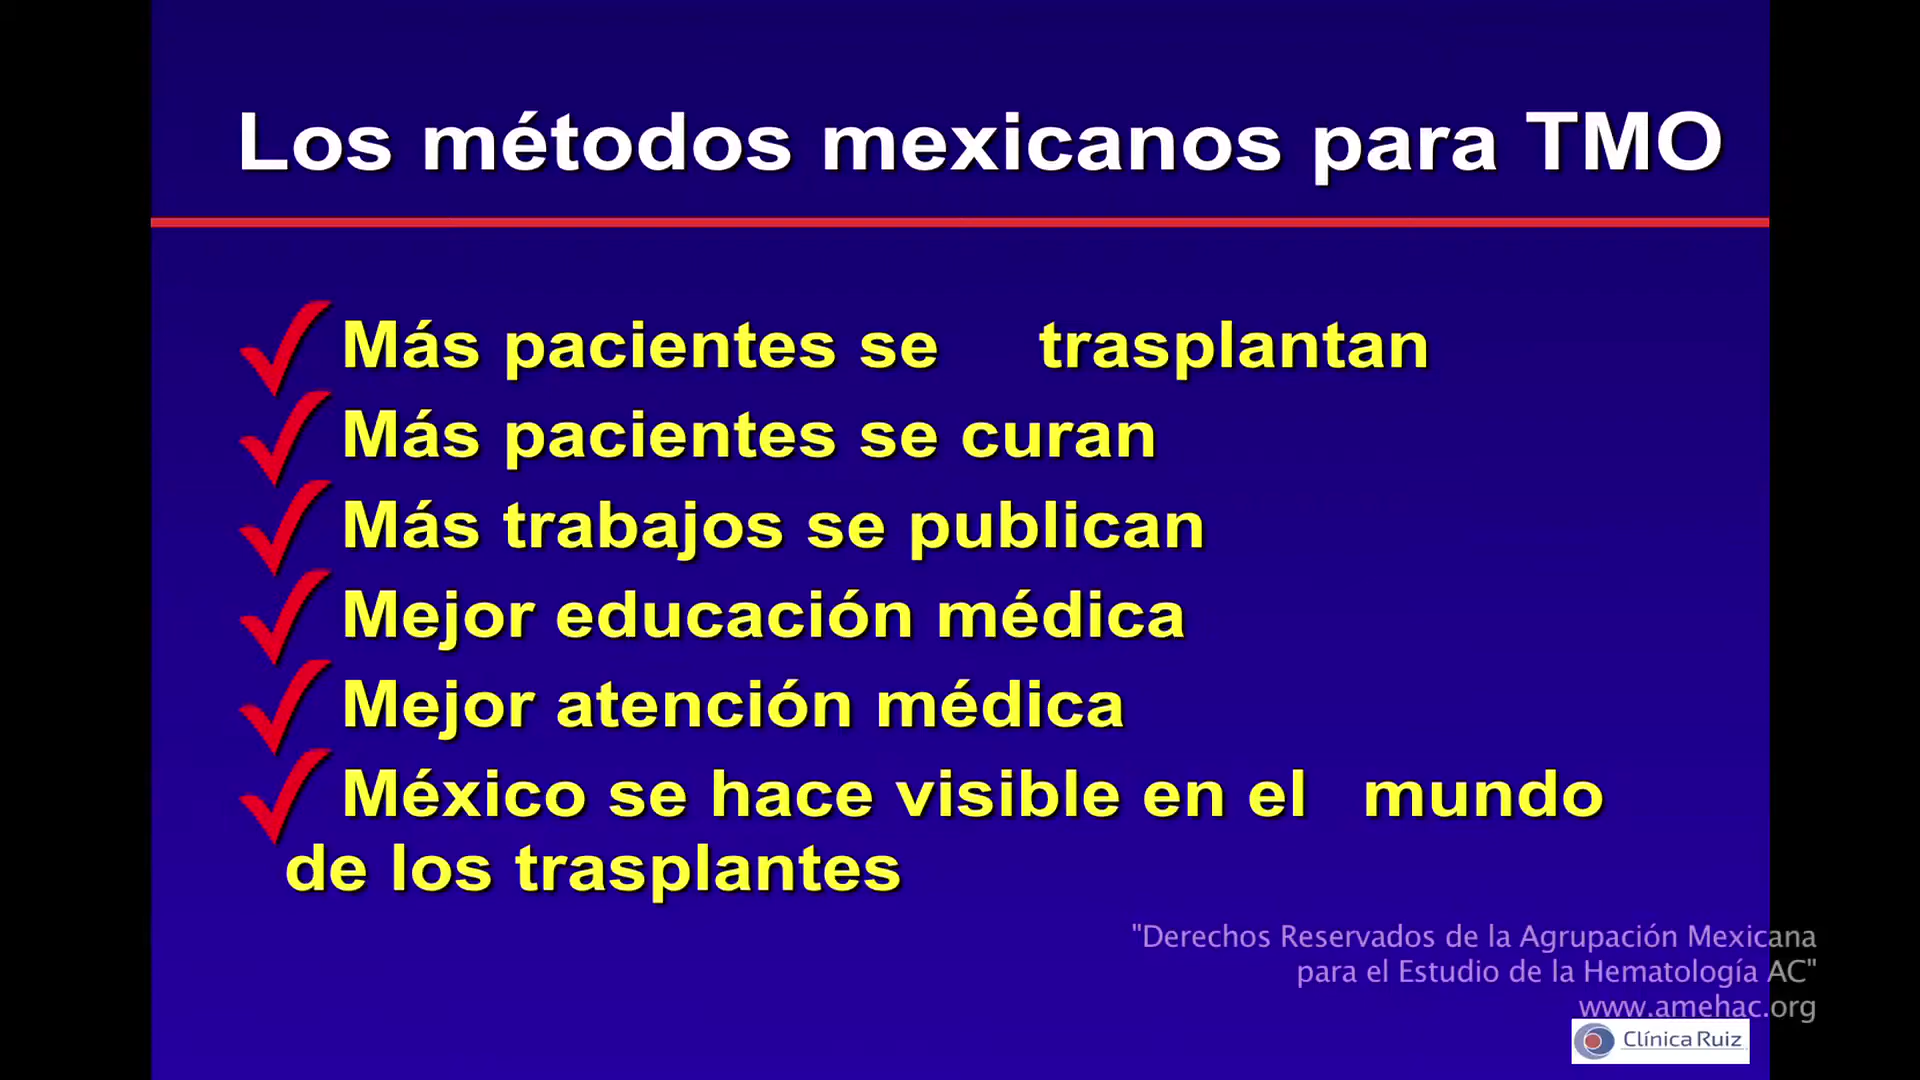 Los métodos mexicanos para TMO
Más pacientes se trasplantan
Más pacientes se curan
Más trabajos se publican
Mejor educación médica
Mejor atención médica
México se hace visible en el mundo
de los trasplantes
"Derechos Reservados de la Agrupación Mexicana
para el Estudio de la Hematología AC"
www.amehac.org
Clínica Ruiz